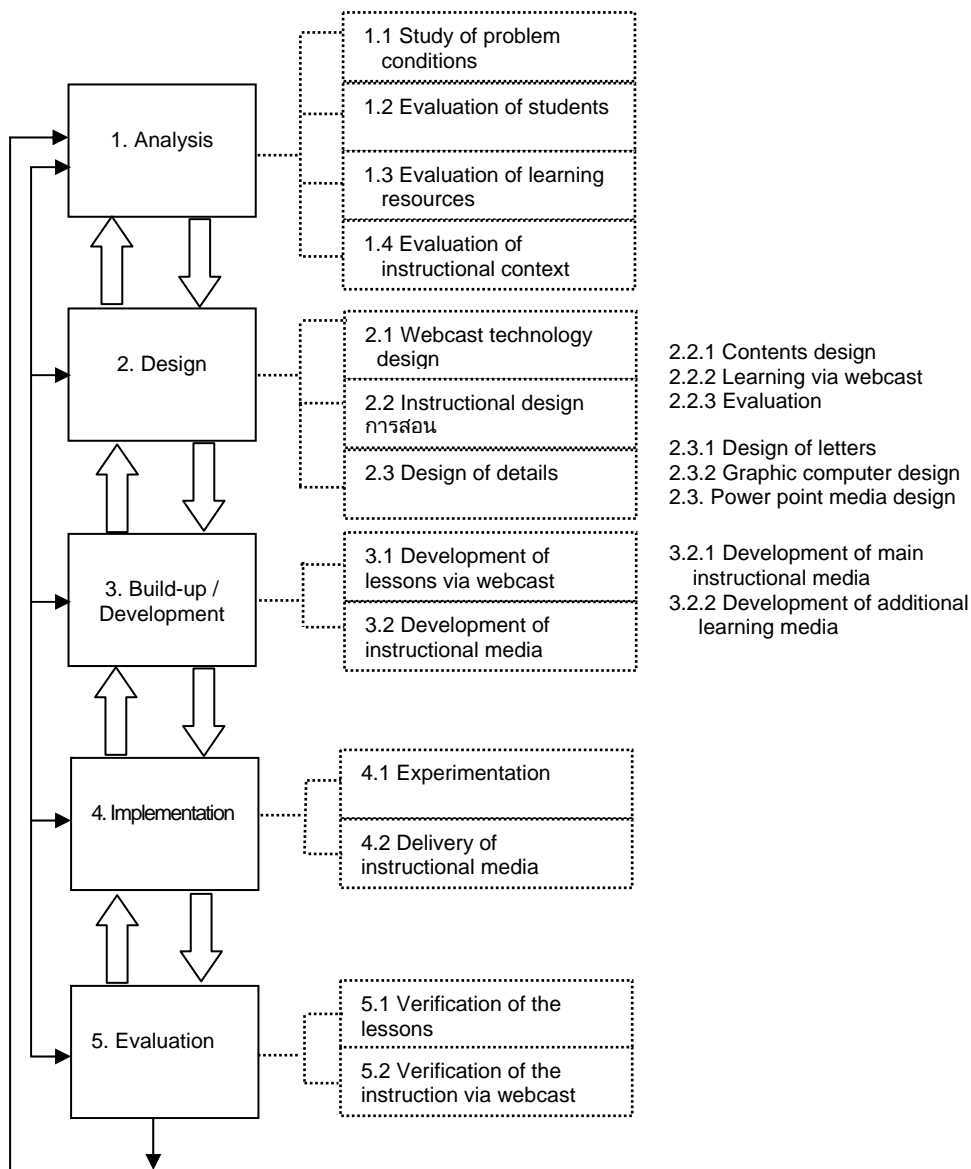 1. Analysis
1.1 Study of problem
conditions
1.2 Evaluation of students
1.3 Evaluation of learning
resources
1.4 Evaluation of
instructional context
2. Design
2.1 Webcast technology
design
2.2 Instructional design
การสอน
2.3 Design of details
2.2.1 Contents design
2.2.2 Learning via webcast
2.2.3 Evaluation
2.3.1 Design of letters
2.3.2 Graphic computer design
2.3. Power point media design
3. Build-up /
Development
3.1 Development of
lessons via webcast
3.2 Development of
instructional media
3.2.1 Development of main
instructional media
3.2.2 Development of additional
learning media
4. Implementation
4.1 Experimentation
4.2 Delivery of
instructional media
5. Evaluation
5.1 Verification of the
lessons
5.2 Verification of the
instruction via webcast